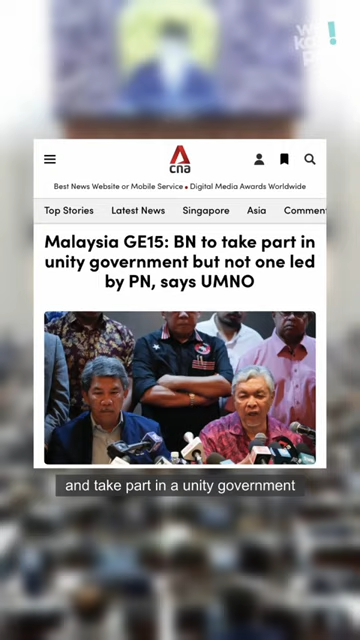 cna
Best News Website or Mobile Service • Digital Media Awards Worldwide
Top Stories Latest News Singapore Asia Commen
Malaysia GE15: BN to take part in
unity government but not one led
by PN, says UMNO
and take part in a unity government